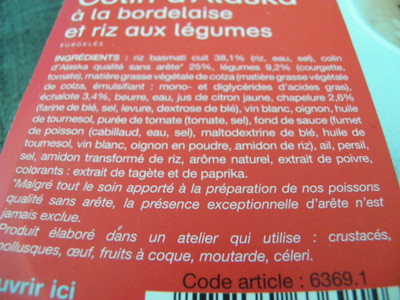 Colin d'Alaska
à la bordelaise
et riz aux légumes
SURGELÉS
INGRÉDIENTS : riz basmati cuit 38,1% (riz, eau, sel), colin
d'Alaska qualité sans arête* 25%, légumes 9,2% (courgette,
tomate), matière grasse végétale de colza (matière grasse végétale
de colza, émulsifiant : mono- et diglycérides d'acides gras),
échalote 3,4%, beurre, eau, jus de citron jaune, chapelure 2,6%
(farine de blé, sel, levure, dextrose de blé), vin blanc, oignon, huile
de tournesol, purée de tomate (tomate, sel), fond de sauce (fumet
de poisson (cabillaud, eau, sel), maltodextrine de blé, huile de
tournesol, vin blanc, oignon en poudre, amidon de riz), ail, persil,
sel, amidon transformé de riz, arôme naturel, extrait de poivre,
colorants : extrait de tagète et de paprika.
*Malgré tout le soin apporté à la préparation de nos poissons
qualité sans arête, la présence exceptionnelle d'arête n'est
jamais exclue.
Produit élaboré dans un atelier qui utilise : crustacés,
mollusques, œuf, fruits à coque, moutarde, céleri.
ouvrir ici
Code article : 6369.1